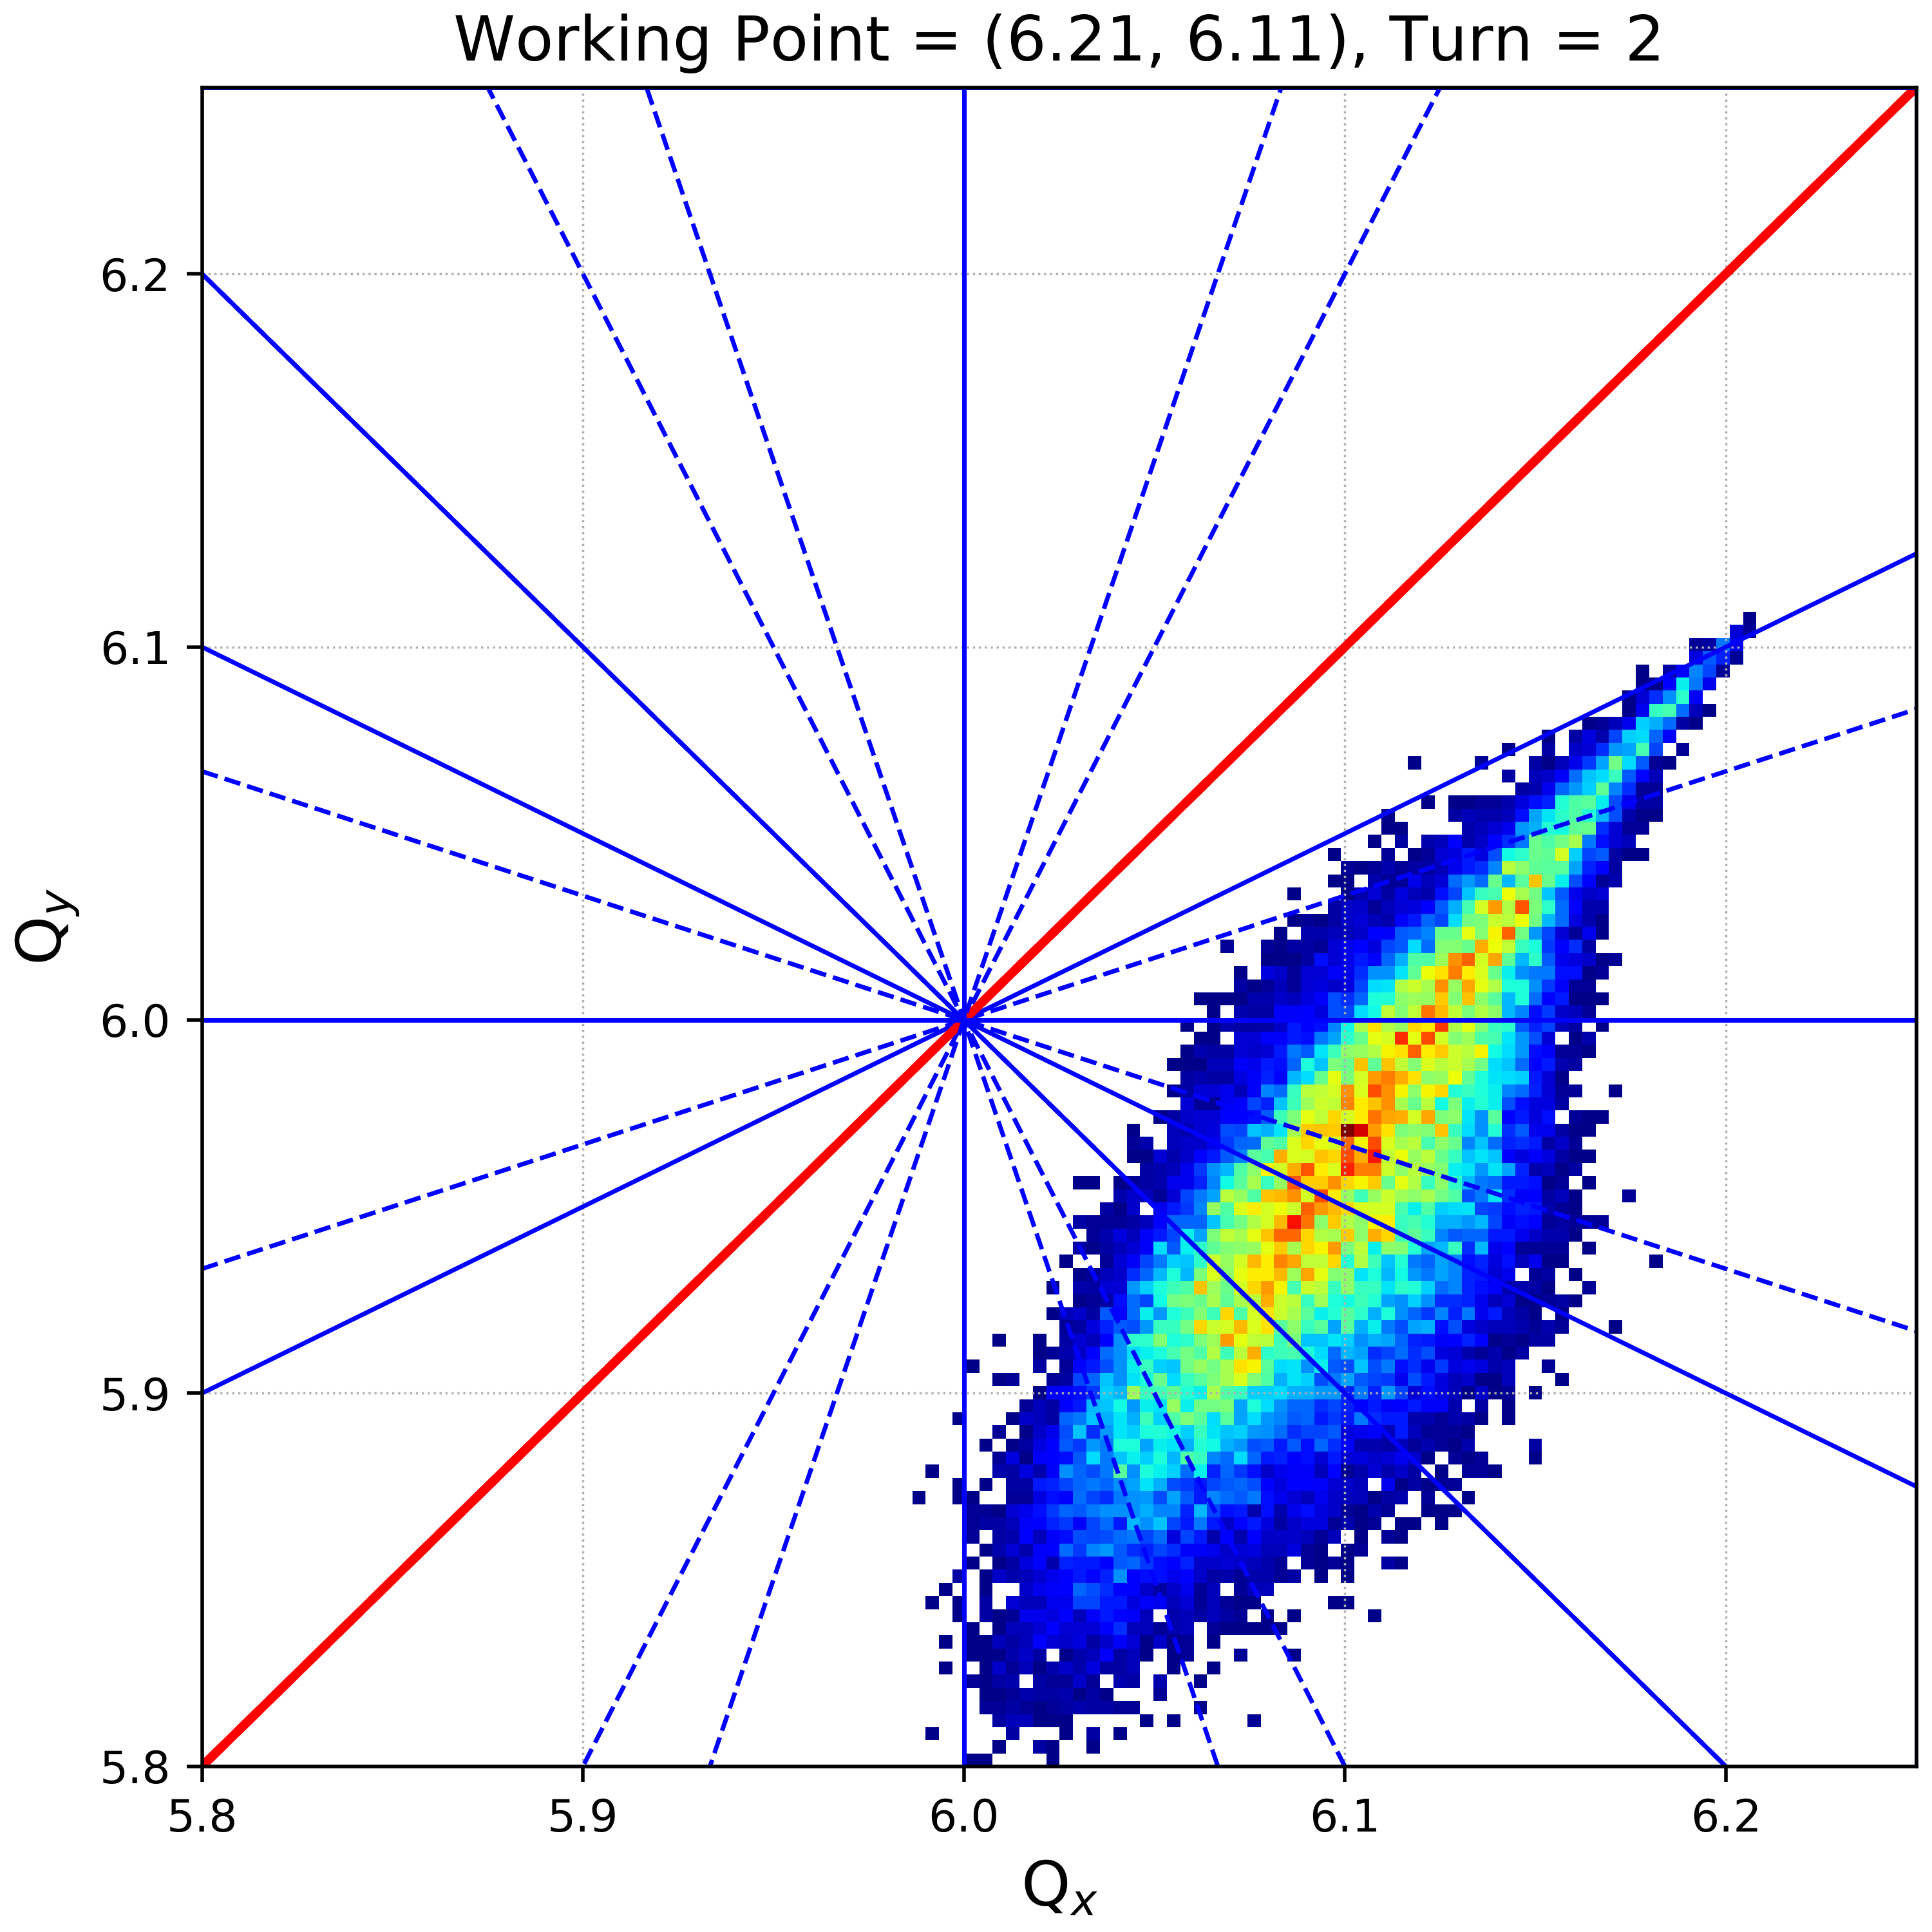 Working Point = (6.21, 6.11), Turn = 2
6.2
6.1
Qy
6.0
5.9
5.8
5.8 5.9 6.0 6.1 6.2
Qx